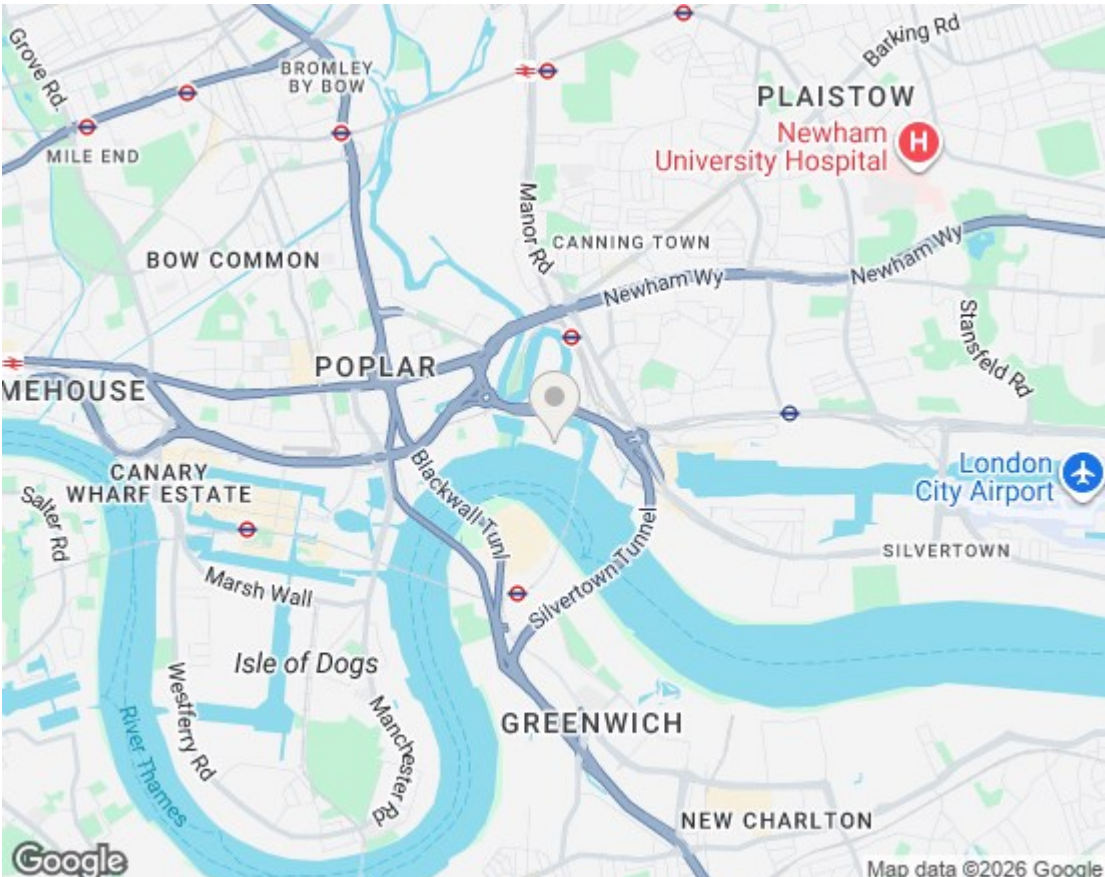 Grove Rd.
BROMLEY
BY BOW
Barking Rd
PLAISTOW
Newham
University Hospital
H
MILE END
Manor Rd
CANNING TOWN
BOW COMMON
Newham Wy
Newham Wy
Stansfeld Rd
POPLAR
MEHOUSE
CANARY
WHARF ESTATE
Salter Rd
Blackwall Tunl
London
City Airport
SILVERTOWN
Marsh Wall
Silvertown Tunnel
Isle of Dogs
Westferry Rd
Manchester Rd
River Thames
GREENWICH
NEW CHARLTON
Google
Map data ©2026 Google